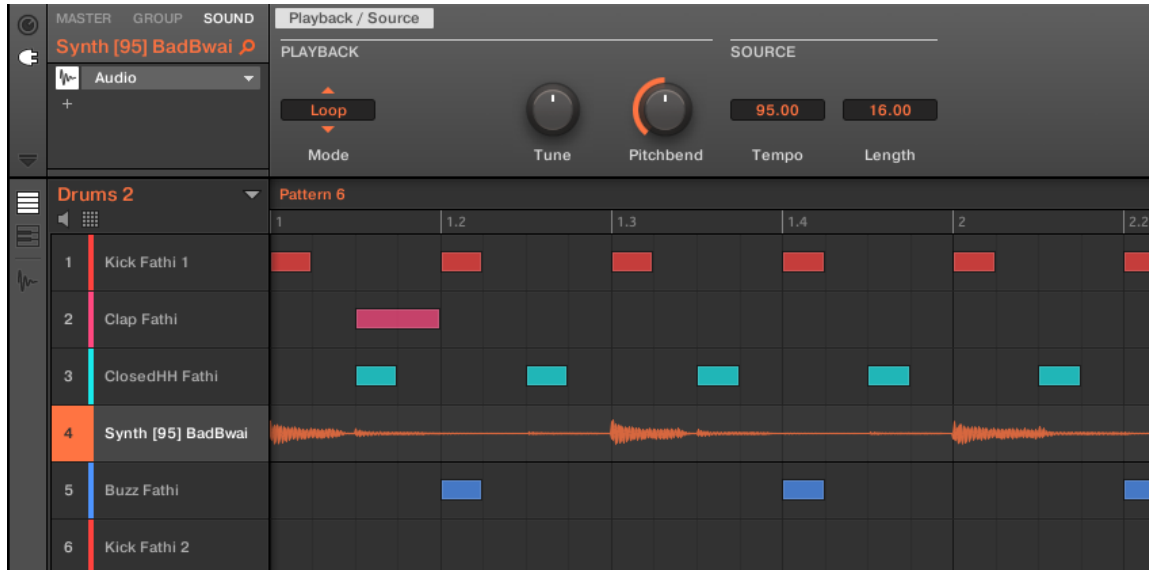 MASTER GROUP SOUND
Synth [95] BadBwai
Audio
+
Playback / Source
PLAYBACK
SOURCE
Loop
95.00
16.00
Mode
Tune
Pitchbend
Tempo
Length
Drums 2
Pattern 6
1 1.2 1.3 1.4 2 2.2
1 Kick Fathi 1
2 Clap Fathi
3 ClosedHH Fathi
4 Synth [95] BadBwai
5 Buzz Fathi
6 Kick Fathi 2